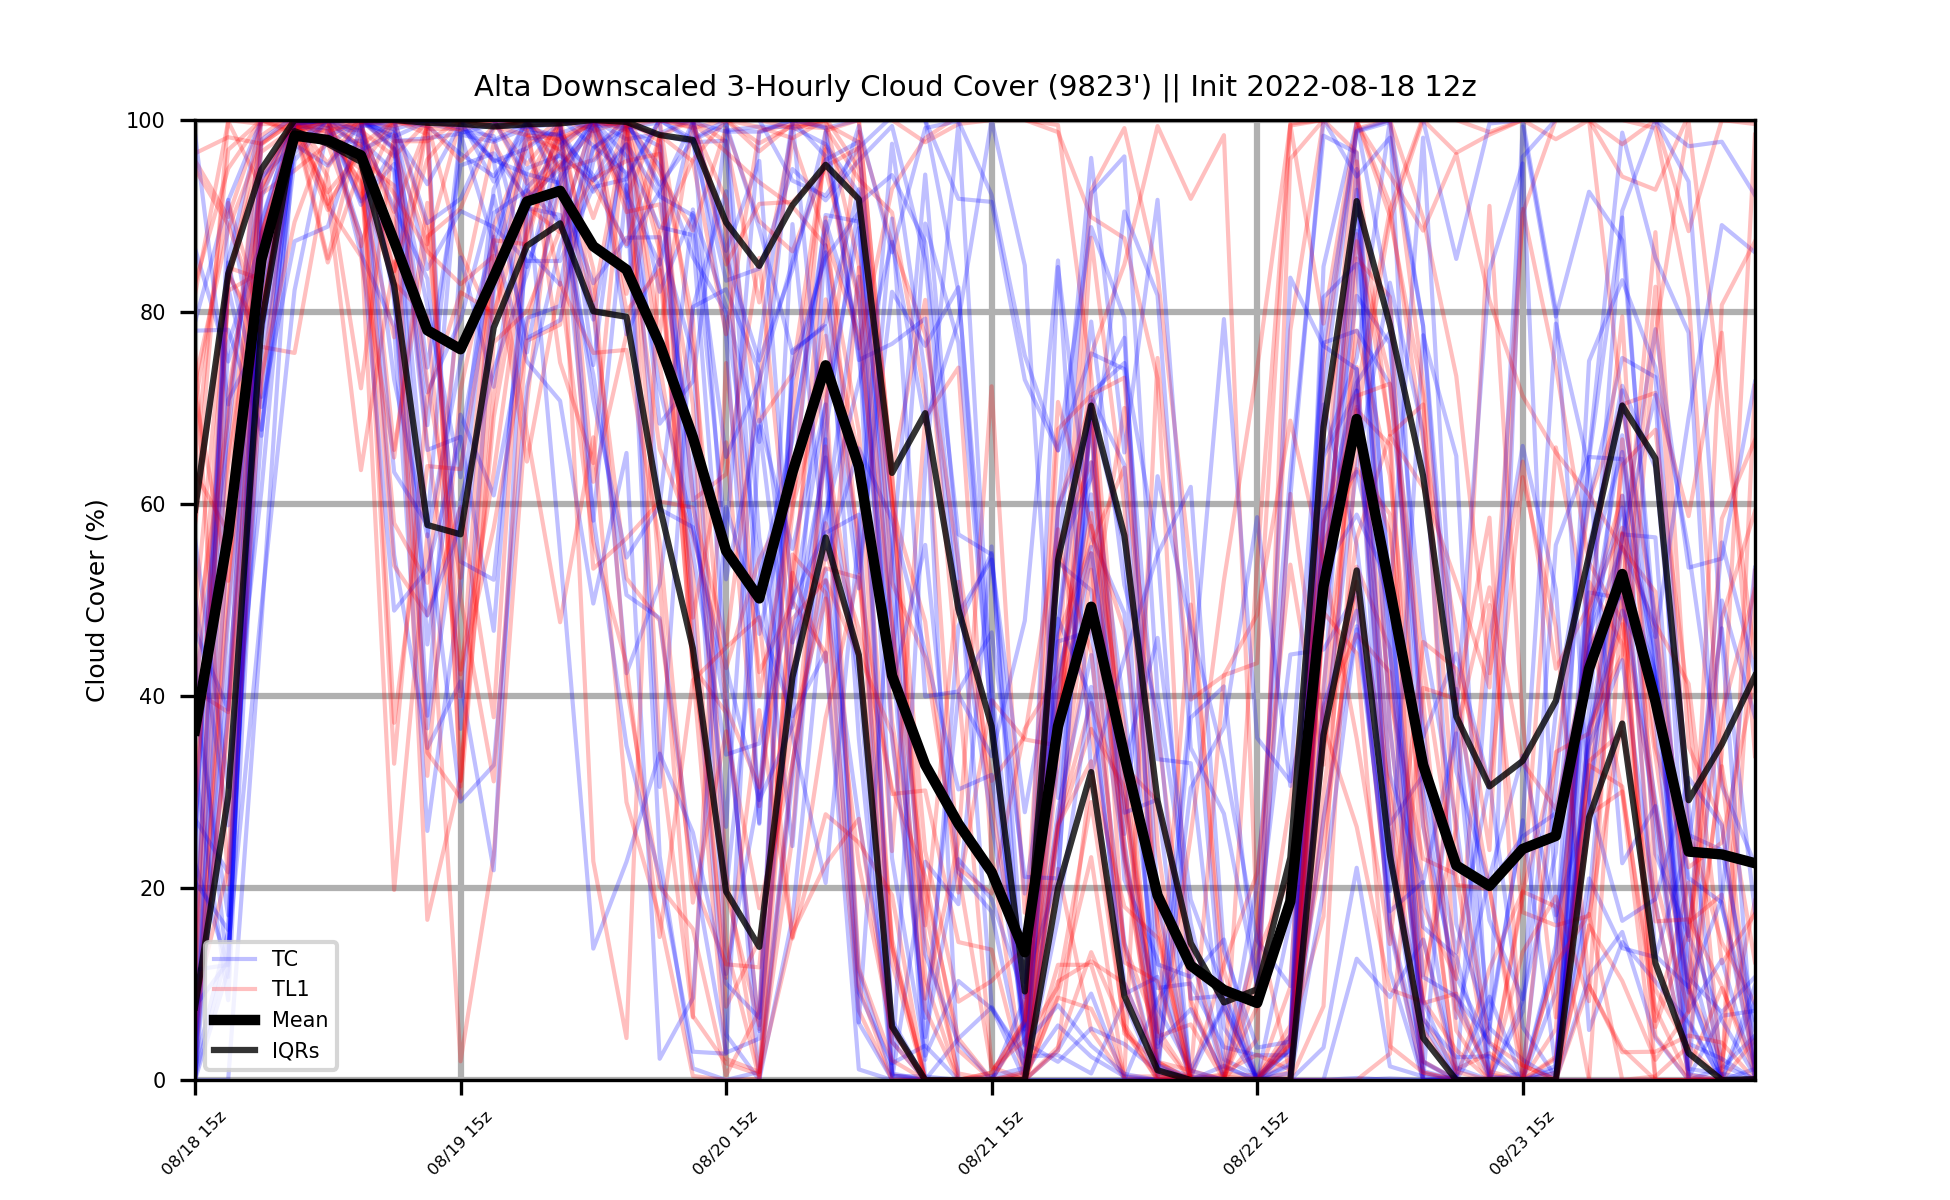 Alta Downscaled 3-Hourly Cloud Cover (9823') || Init 2022-08-18 12z
Cloud Cover (%)
100
80
60
40
20
0
TC
TL1
Mean
IQRs
08/18 15z
08/19 15z
08/20 15z
08/21 15z
08/22 15z
08/23 15z